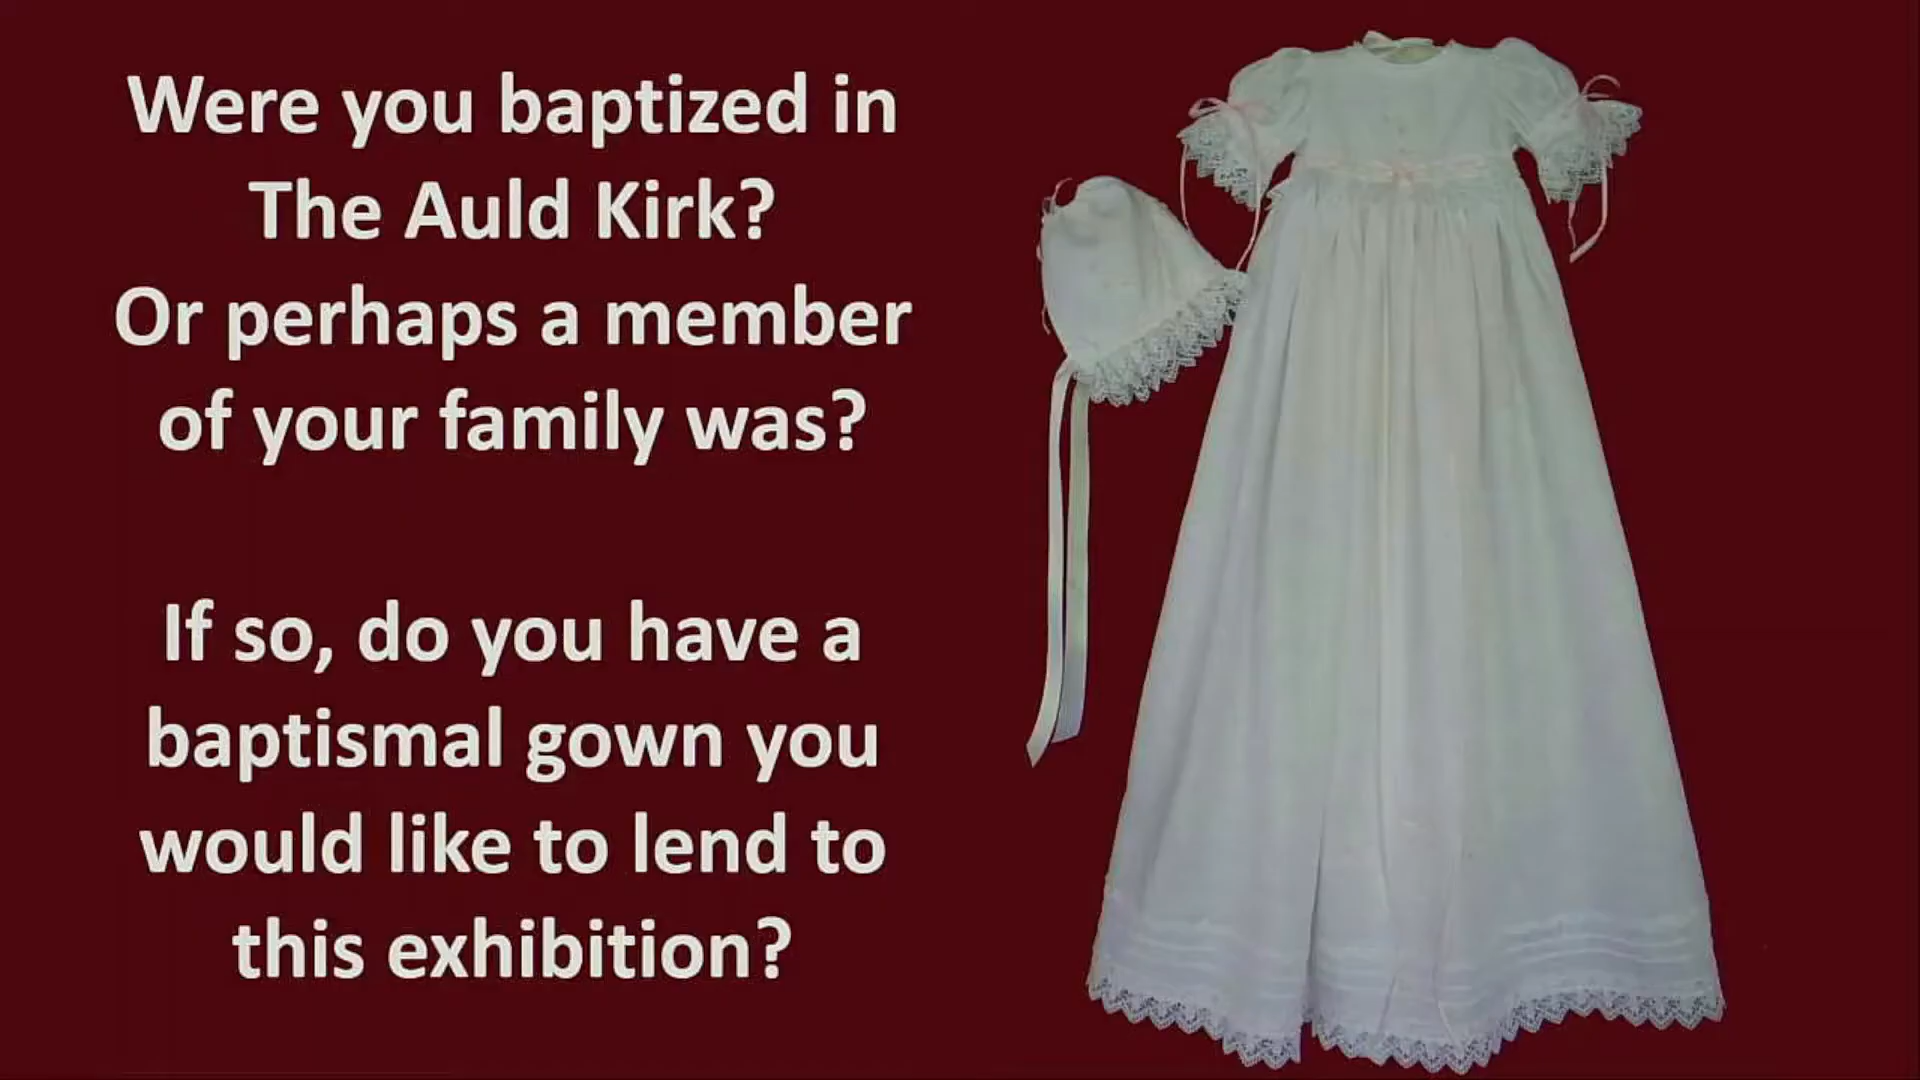 Were you baptized in
The Auld Kirk?
Or perhaps a member
of your family was?
If so, do you have a
baptismal gown you
would like to lend to
this exhibition?